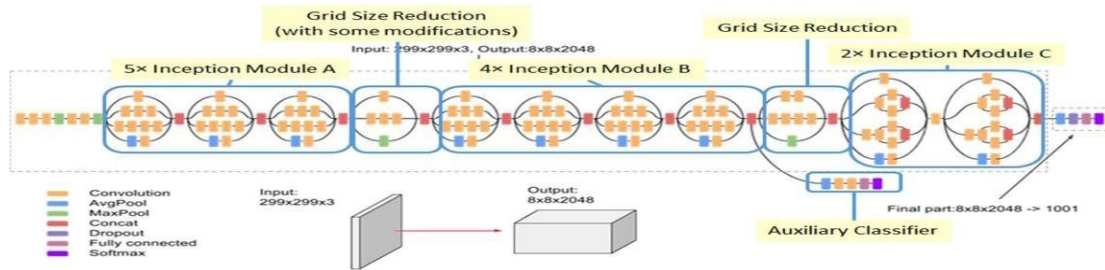 Grid Size Reduction
(with some modifications)
Grid Size Reduction
Input: 299x299x3, Output:8x8x2048
5× Inception Module A
4× Inception Module B
2× Inception Module C
Convolution
AvgPool
MaxPool
Concat
Dropout
Fully connected
Softmax
Input:
299x299x3
Output:
8x8x2048
Final part:8x8x2048 -> 1001
Auxiliary Classifier